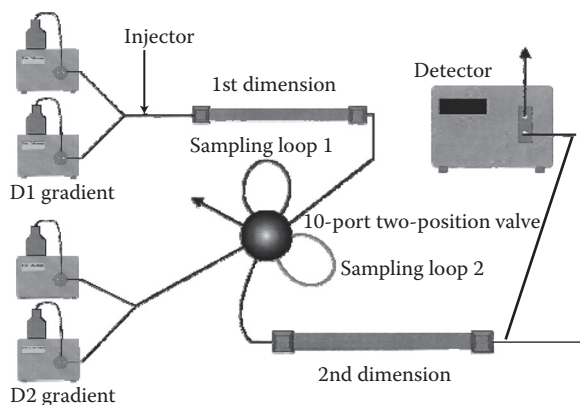 Injector
1st dimension
Detector
Sampling loop 1
D1 gradient
10-port two-position valve
Sampling loop 2
D2 gradient
2nd dimension